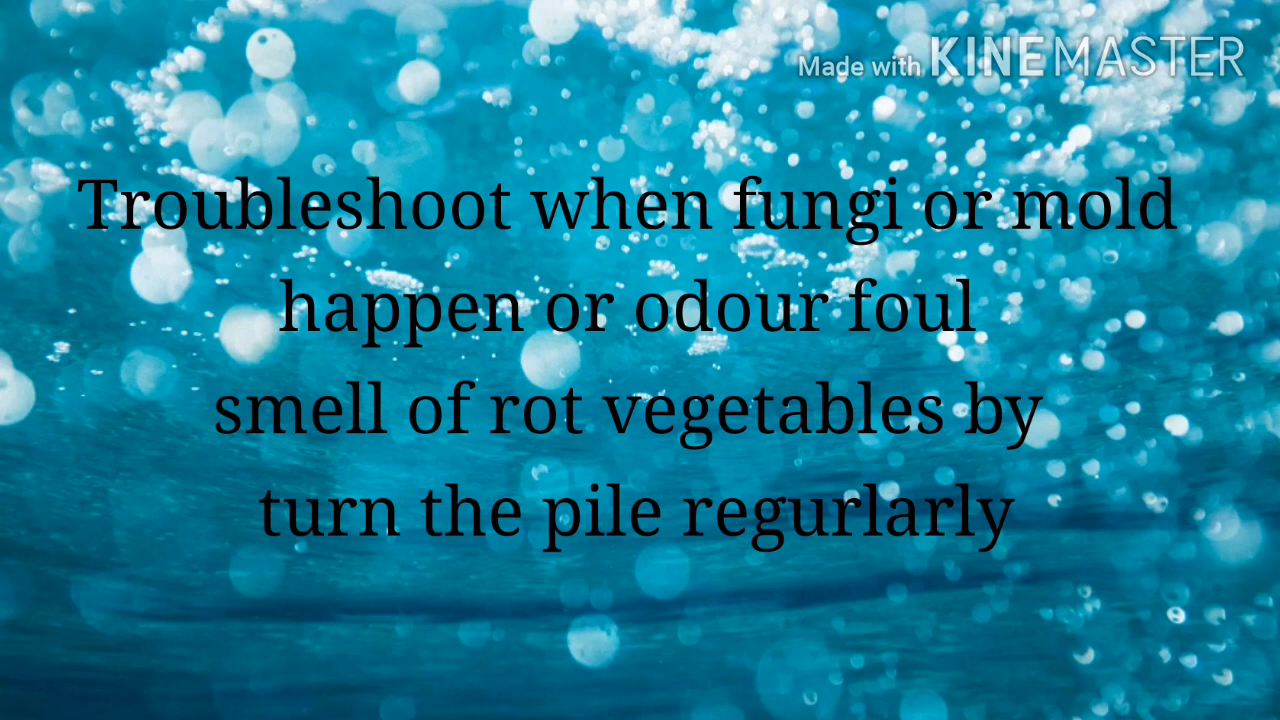 Made with KINEMASTER
Troubleshoot when fungi or mold
happen or odour foul
smell of rot vegetables by
turn the pile regurlarly